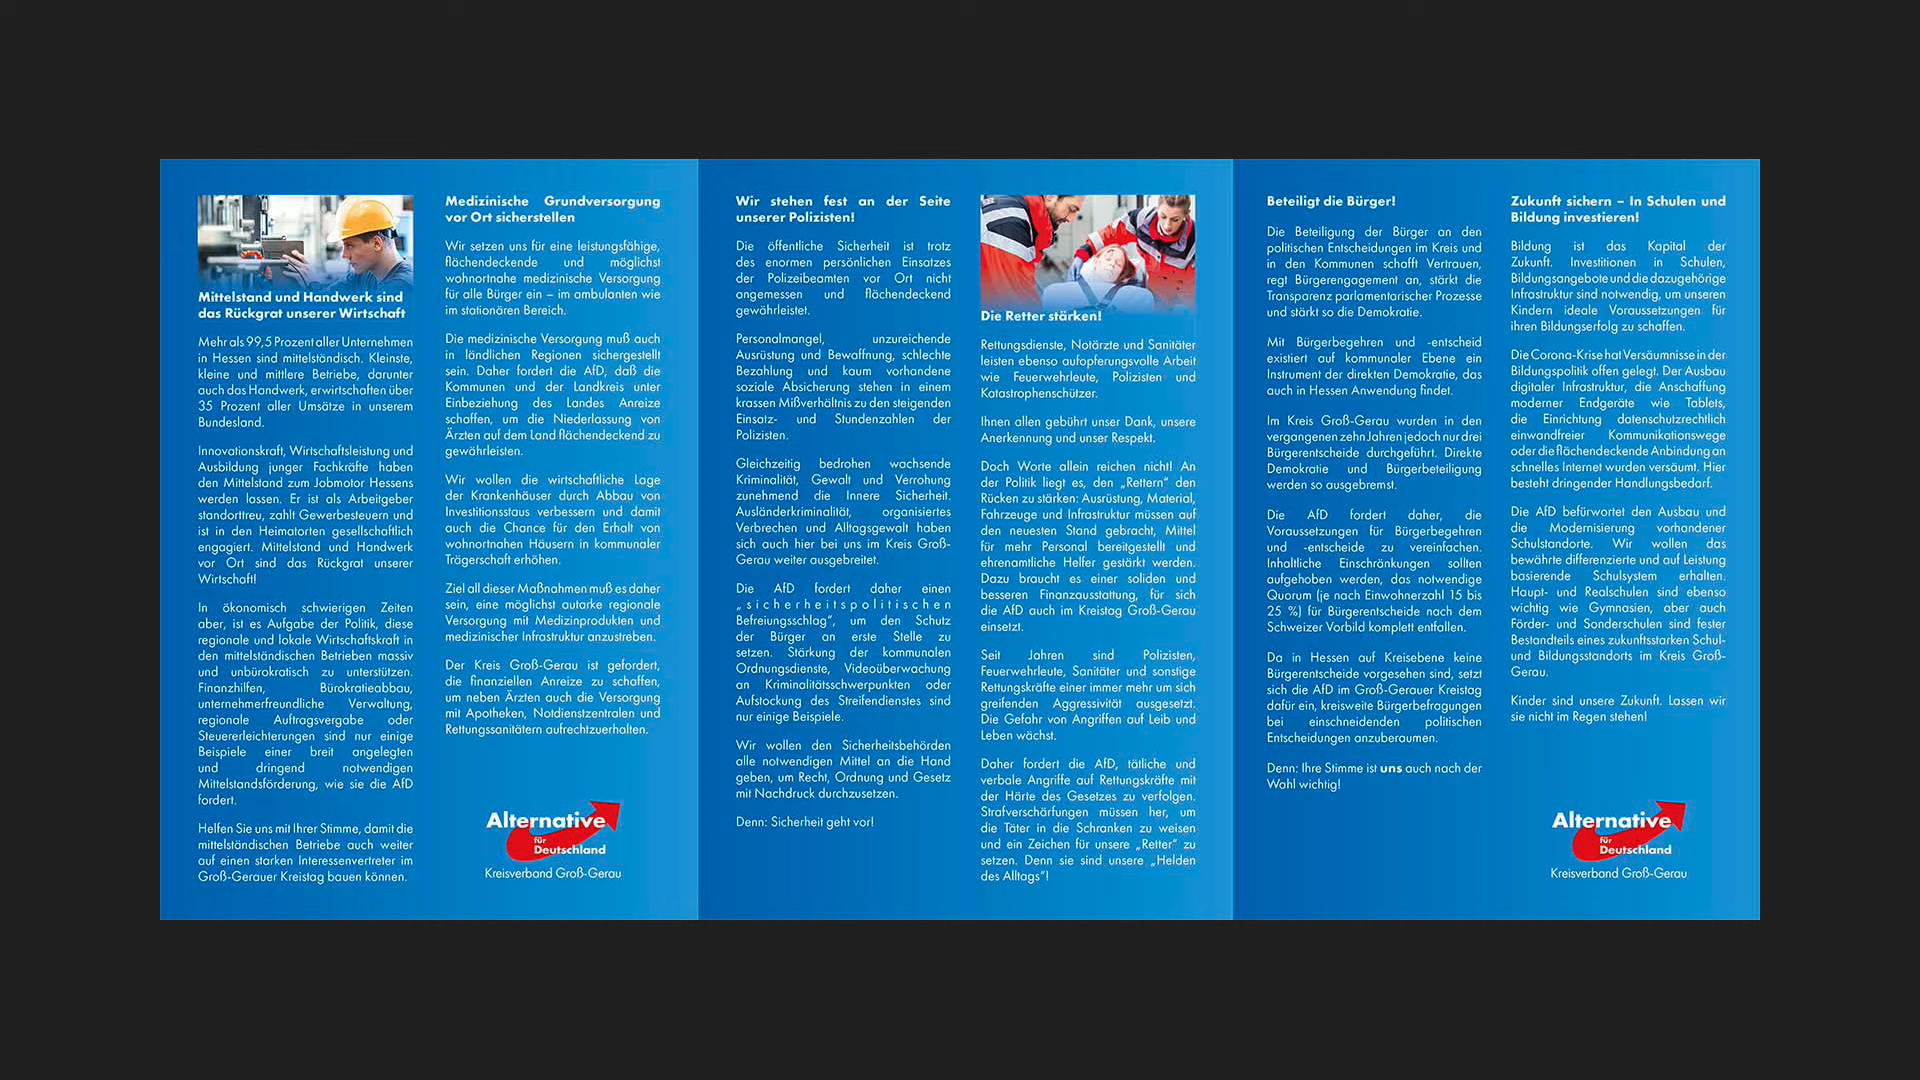 Mittelstand und Handwerk sind
das Rückgrat unserer Wirtschaft
Mehr als 99,5 Prozent aller Unternehmen
in Hessen sind mittelständisch. Kleinste,
kleine und mittlere Betriebe, darunter
auch das Handwerk, erwirtschaften über
35 Prozent aller Umsätze in unserem
Bundesland.
Innovationskraft, Wirtschaftsleistung und
Ausbildung junger Fachkräfte haben
den Mittelstand zum Jobmotor Hessens
werden lassen. Er ist als Arbeitgeber
standorttreu, zahlt Gewerbesteuern und
ist in den Heimatorten gesellschaftlich
engagiert. Mittelstand und Handwerk
vor Ort sind das Rückgrat unserer
Wirtschaft!
In ökonomisch schwierigen Zeiten
aber, ist es Aufgabe der Politik, diese
regionale und lokale Wirtschaftskraft in
den mittelständischen Betrieben massiv
und unbürokratisch zu unterstützen.
Finanzhilfen, Bürokratieabbau,
unternehmerfreundliche Verwaltung,
regionale Auftragsvergabe oder
Steuererleichterungen sind nur einige
Beispiele einer breit angelegten
und dringend notwendigen
Mittelstandsförderung, wie sie die AfD
fordert.
Helfen Sie uns mit Ihrer Stimme, damit die
mittelständischen Betriebe auch weiter
auf einen starken Interessenvertreter im
Groß-Gerauer Kreistag bauen können.
Medizinische Grundversorgung
vor Ort sicherstellen
Wir setzen uns für eine leistungsfähige,
flächendeckende und möglichst
wohnortnahe medizinische Versorgung
für alle Bürger ein – im ambulanten wie
im stationären Bereich.
Die medizinische Versorgung muß auch
in ländlichen Regionen sichergestellt
sein. Daher fordert die AfD, daß die
Kommunen und der Landkreis unter
Einbeziehung des Landes Anreize
schaffen, um die Niederlassung von
Ärzten auf dem Land flächendeckend zu
gewährleisten.
Wir wollen die wirtschaftliche Lage
der Krankenhäuser durch Abbau von
Investitionsstaus verbessern und damit
auch die Chance für den Erhalt von
wohnortnahen Häusern in kommunaler
Trägerschaft erhöhen.
Ziel all dieser Maßnahmen muß es daher
sein, eine möglichst autarke regionale
Versorgung mit Medizinprodukten und
medizinischer Infrastruktur anzustreben.
Der Kreis Groß-Gerau ist gefordert,
die finanziellen Anreize zu schaffen,
um neben Ärzten auch die Versorgung
mit Apotheken, Notdienstzentralen und
Rettungssanitätern aufrechtzuerhalten.
Alternative
für
Deutschland
Kreisverband Groß-Gerau
Wir stehen fest an der Seite
unserer Polizisten!
Die öffentliche Sicherheit ist trotz
des enormen persönlichen Einsatzes
der Polizeibeamten vor Ort nicht
angemessen und flächendeckend
gewährleistet.
Personalmangel, unzureichende
Ausrüstung und Bewaffnung, schlechte
Bezahlung und kaum vorhandene
soziale Absicherung stehen in einem
krassen Mißverhältnis zu den steigenden
Einsatz- und Stundenzahlen der
Polizisten.
Gleichzeitig bedrohen wachsende
Kriminalität, Gewalt und Verrohung
zunehmend die Innere Sicherheit.
Ausländerkriminalität, organisiertes
Verbrechen und Alltagsgewalt haben
sich auch hier bei uns im Kreis Groß-
Gerau weiter ausgebreitet.
Die AfD fordert daher einen
„sicherheitspolitischen
Befreiungsschlag“, um den Schutz
der Bürger an erste Stelle zu
setzen. Stärkung der kommunalen
Ordnungsdienste, Videoüberwachung
an Kriminalitätsschwerpunkten oder
Aufstockung des Streifendienstes sind
nur einige Beispiele.
Wir wollen den Sicherheitsbehörden
alle notwendigen Mittel an die Hand
geben, um Recht, Ordnung und Gesetz
mit Nachdruck durchzusetzen.
Denn: Sicherheit geht vor!
Die Retter stärken!
Rettungsdienste, Notärzte und Sanitäter
leisten ebenso aufopferungsvolle Arbeit
wie Feuerwehrleute, Polizisten und
Katastrophenschützer.
Ihnen allen gebührt unser Dank, unsere
Anerkennung und unser Respekt.
Doch Worte allein reichen nicht! An
der Politik liegt es, den „Rettern“ den
Rücken zu stärken: Ausrüstung, Material,
Fahrzeuge und Infrastruktur müssen auf
den neuesten Stand gebracht, Mittel
für mehr Personal bereitgestellt und
ehrenamtliche Helfer gestärkt werden.
Dazu braucht es einer soliden und
besseren Finanzausstattung, für sich
die AfD auch im Kreistag Groß-Gerau
einsetzt.
Seit Jahren sind Polizisten,
Feuerwehrleute, Sanitäter und sonstige
Rettungskräfte einer immer mehr um sich
greifenden Aggressivität ausgesetzt.
Die Gefahr von Angriffen auf Leib und
Leben wächst.
Daher fordert die AfD, tätliche und
verbale Angriffe auf Rettungskräfte mit
der Härte des Gesetzes zu verfolgen.
Strafverschärfungen müssen her, um
die Täter in die Schranken zu weisen
und ein Zeichen für unsere „Retter“ zu
setzen. Denn sie sind unsere „Helden
des Alltags“!
Beteiligt die Bürger!
Die Beteiligung der Bürger an den
politischen Entscheidungen im Kreis und
in den Kommunen schafft Vertrauen,
regt Bürgerengagement an, stärkt die
Transparenz parlamentarischer Prozesse
und stärkt so die Demokratie.
Mit Bürgerbegehren und -entscheid
existiert auf kommunaler Ebene ein
Instrument der direkten Demokratie, das
auch in Hessen Anwendung findet.
Im Kreis Groß-Gerau wurden in den
vergangenen zehn Jahren jedoch nur drei
Bürgerentscheide durchgeführt. Direkte
Demokratie und Bürgerbeteiligung
werden so ausgebremst.
Die AfD fordert daher, die
Voraussetzungen für Bürgerbegehren
und -entscheide zu vereinfachen.
Inhaltliche Einschränkungen sollten
aufgehoben werden, das notwendige
Quorum (je nach Einwohnerzahl 15 bis
25 %) für Bürgerentscheide nach dem
Schweizer Vorbild komplett entfallen.
Da in Hessen auf Kreisebene keine
Bürgerentscheide vorgesehen sind, setzt
sich die AfD im Groß-Gerauer Kreistag
dafür ein, kreisweite Bürgerbefragungen
bei einschneidenden politischen
Entscheidungen anzuberaumen.
Denn: Ihre Stimme ist uns auch nach der
Wahl wichtig!
Zukunft sichern – In Schulen und
Bildung investieren!
Bildung ist das Kapital der
Zukunft. Investitionen in Schulen,
Bildungsangebote und die dazugehörige
Infrastruktur sind notwendig, um unseren
Kindern ideale Voraussetzungen für
ihren Bildungserfolg zu schaffen.
Die Corona-Krise hat Versäumnisse in der
Bildungspolitik offen gelegt. Der Ausbau
digitaler Infrastruktur, die Anschaffung
moderner Endgeräte wie Tablets,
die Einrichtung datenschutzrechtlich
einwandfreier Kommunikationswege
oder die flächendeckende Anbindung an
schnelles Internet wurden versäumt. Hier
besteht dringender Handlungsbedarf.
Die AfD befürwortet den Ausbau und
die Modernisierung vorhandener
Schulstandorte. Wir wollen das
bewährte differenzierte und auf Leistung
basierende Schulsystem erhalten.
Haupt- und Realschulen sind ebenso
wichtig wie Gymnasien, aber auch
Förder- und Sonderschulen sind fester
Bestandteil eines zukunftsstarken Schul-
und Bildungsstandorts im Kreis Groß-
Gerau.
Kinder sind unsere Zukunft. Lassen wir
sie nicht im Regen stehen!
Alternative
für
Deutschland
Kreisverband Groß-Gerau